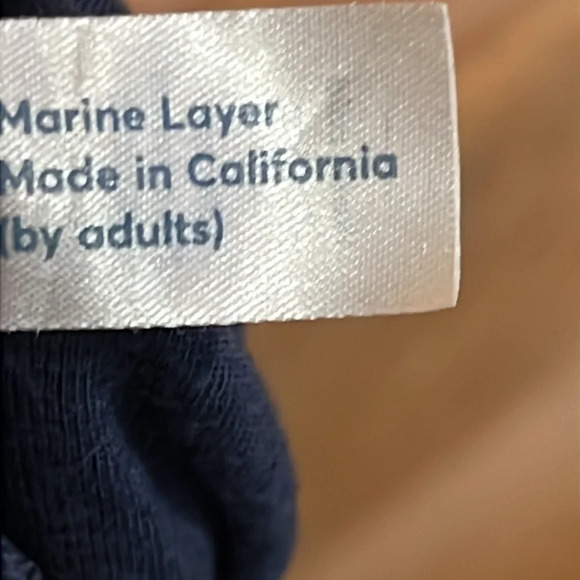 Marine Layer
Made in California
(by adults)